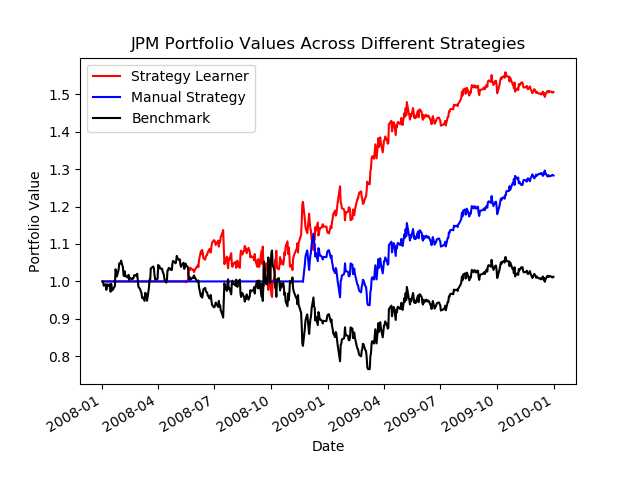 JPM Portfolio Values Across Different Strategies
Strategy Learner
Manual Strategy
Benchmark
Portfolio Value
1.5
1.4
1.3
1.2
1.1
1.0
0.9
0.8
2008-01
2008-04
2008-07
2008-10
2009-01
2009-04
2009-07
2009-10
2010-01
Date